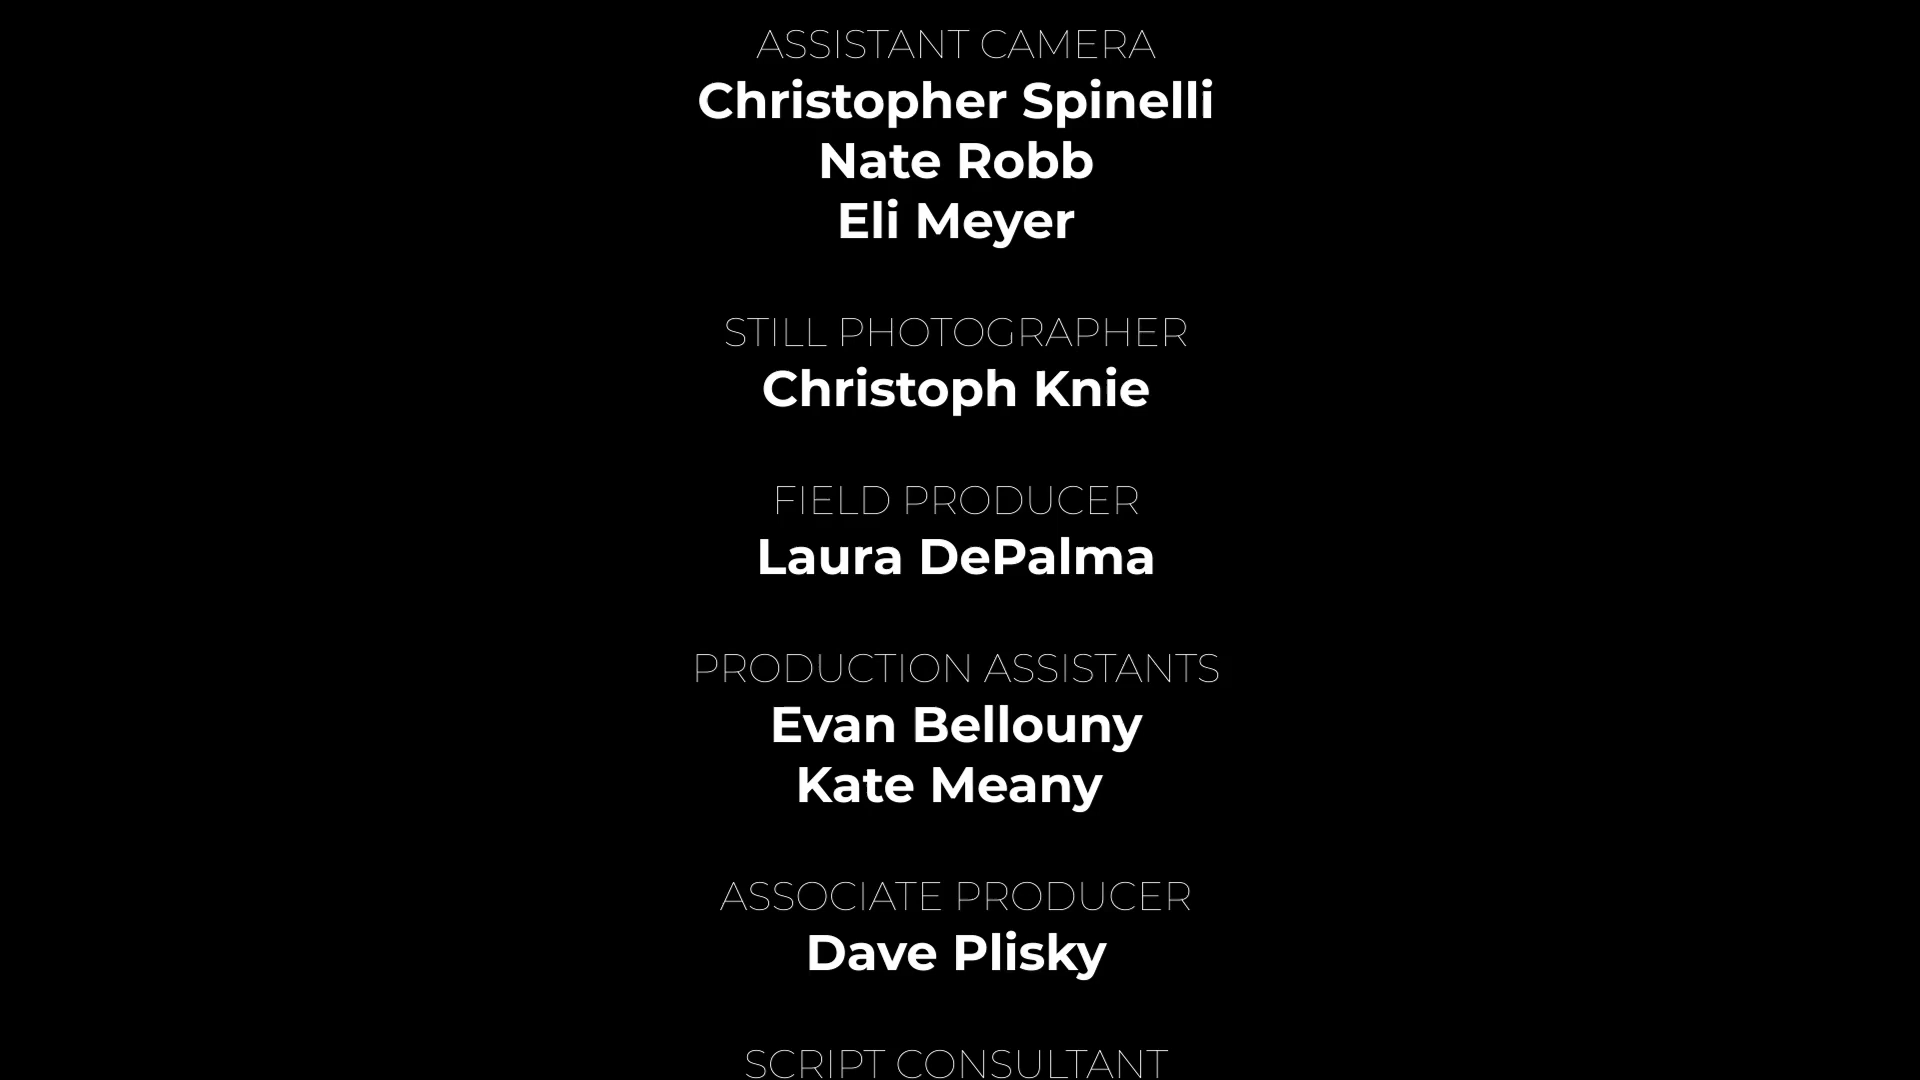 ASSISTANT CAMERA
Christopher Spinelli
Nate Robb
Eli Meyer
STILL PHOTOGRAPHER
Christoph Knie
FIELD PRODUCER
Laura DePalma
PRODUCTION ASSISTANTS
Evan Bellouny
Kate Meany
ASSOCIATE PRODUCER
Dave Plisky
SCRIPT CONSULTANT